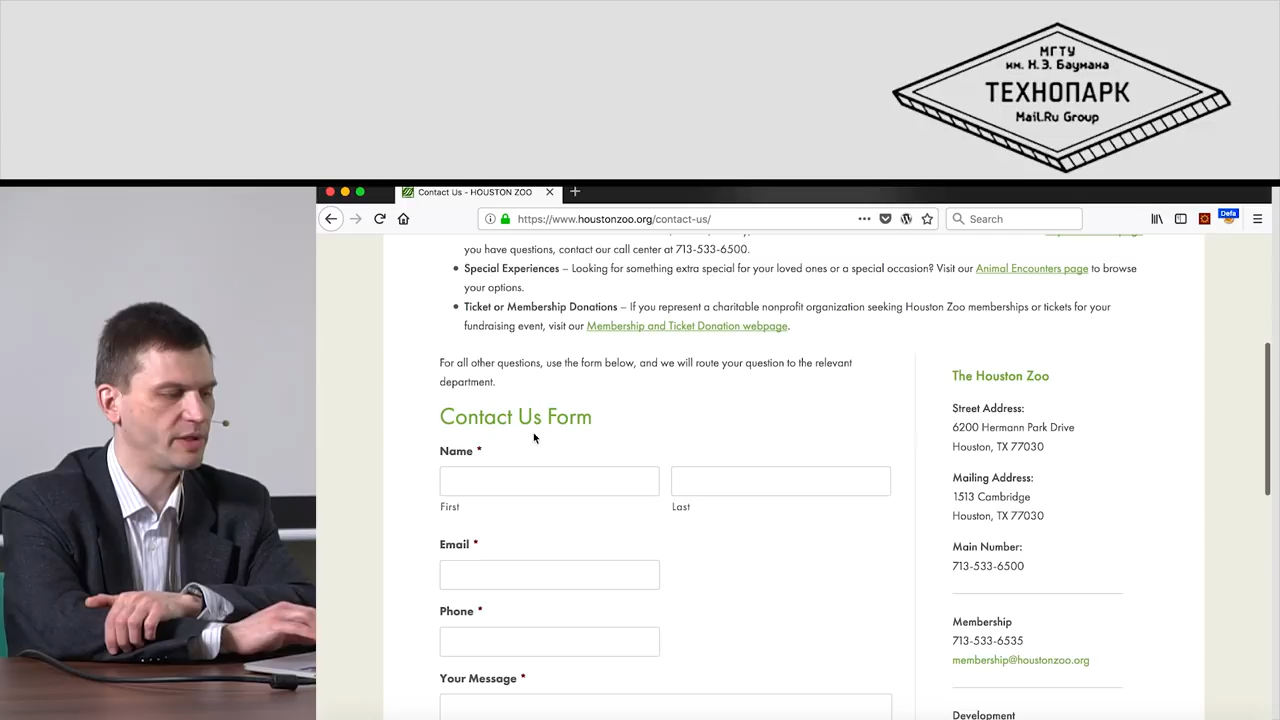 МГТУ
им. Н.Э. Баумана
ТЕХНОПАРК
Mail.Ru Group
Contact Us - HOUSTON ZOO
https://www.houstonzoo.org/contact-us/
Search
Defa
you have questions, contact our call center at 713-533-6500.
• Special Experiences – Looking for something extra special for your loved ones or a special occasion? Visit our Animal Encounters page to browse
your options.
• Ticket or Membership Donations – If you represent a charitable nonprofit organization seeking Houston Zoo memberships or tickets for your
fundraising event, visit our Membership and Ticket Donation webpage.
For all other questions, use the form below, and we will route your question to the relevant
department.
Contact Us Form
Name *
First
Last
Email *
Phone *
Your Message *
The Houston Zoo
Street Address:
6200 Hermann Park Drive
Houston, TX 77030
Mailing Address:
1513 Cambridge
Houston, TX 77030
Main Number:
713-533-6500
Membership
713-533-6535
membership@houstonzoo.org
Development